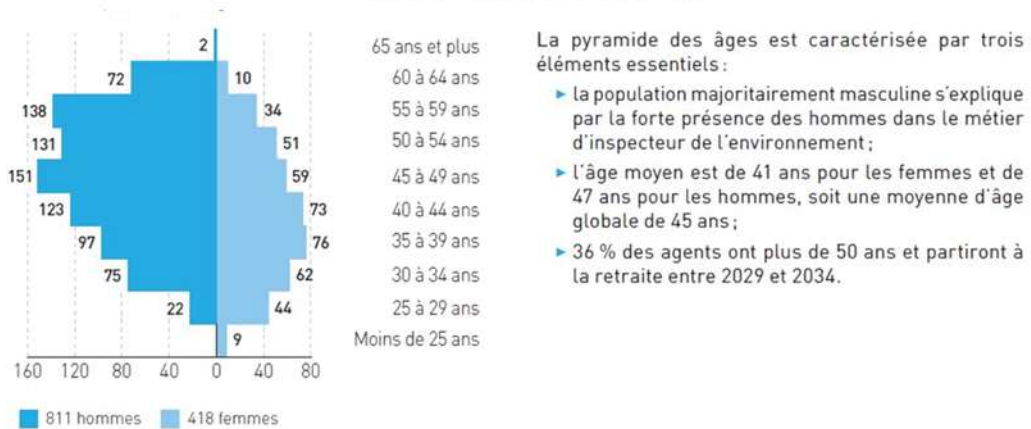 2 65 ans et plus
72 10 60 à 64 ans
138 34 55 à 59 ans
131 51 50 à 54 ans
151 59 45 à 49 ans
123 73 40 à 44 ans
97 76 35 à 39 ans
75 62 30 à 34 ans
22 44 25 à 29 ans
9 Moins de 25 ans
160 120 80 40 0 40 80
811 hommes 418 femmes
La pyramide des âges est caractérisée par trois
éléments essentiels :
► la population majoritairement masculine s'explique
par la forte présence des hommes dans le métier
d'inspecteur de l'environnement ;
► l'âge moyen est de 41 ans pour les femmes et de
47 ans pour les hommes, soit une moyenne d'âge
globale de 45 ans ;
► 36 % des agents ont plus de 50 ans et partiront à
la retraite entre 2029 et 2034.